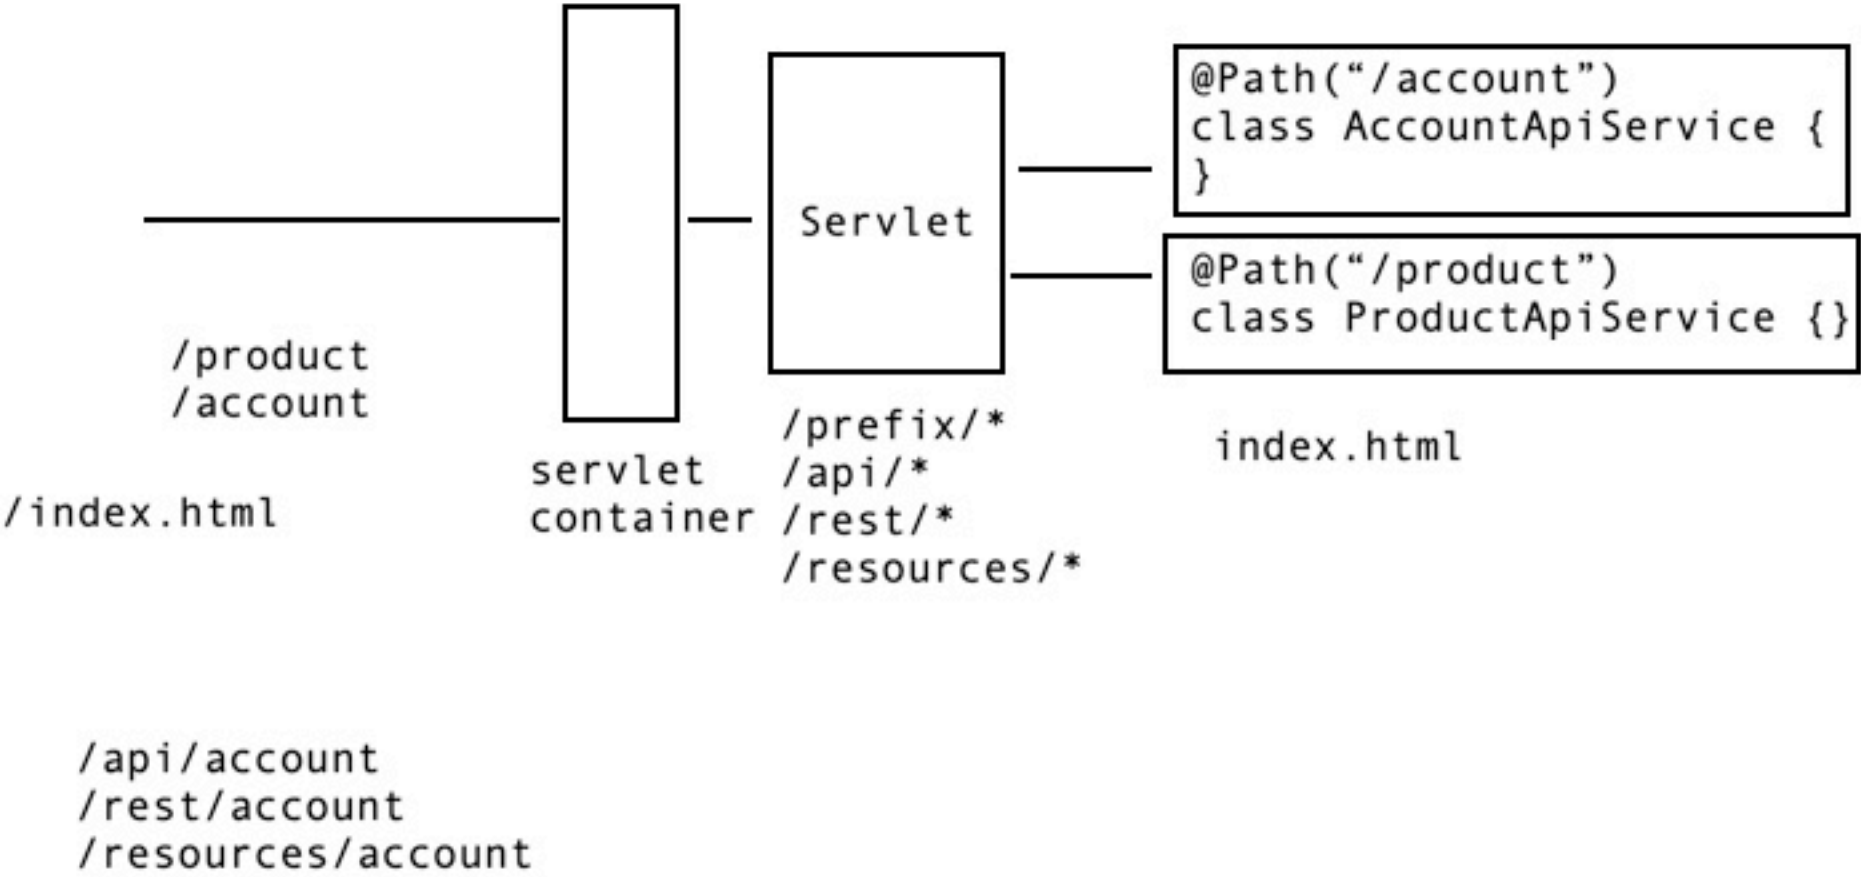 @Path(“/account”)
class AccountApiService {
}
Servlet
@Path(“/product”)
class ProductApiService {}
/product
/account
/prefix/*
/api/*
/rest/*
/resources/*
index.html
servlet
container
/index.html
/api/account
/rest/account
/resources/account